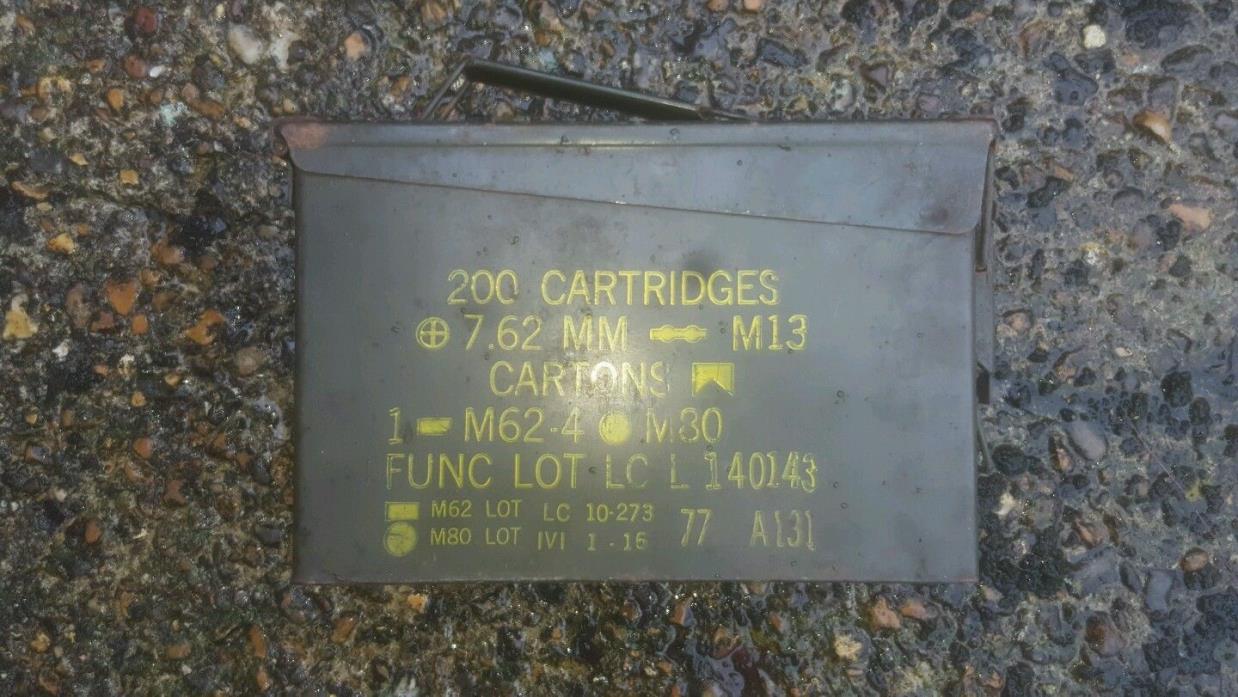 200 CARTRIDGES
7.62 MM M13
CARTONS
1 M62-4 M80
FUNC LOT LC L 140143
M62 LOT LC 10-273 77 A131
M80 LOT IVI 1-16